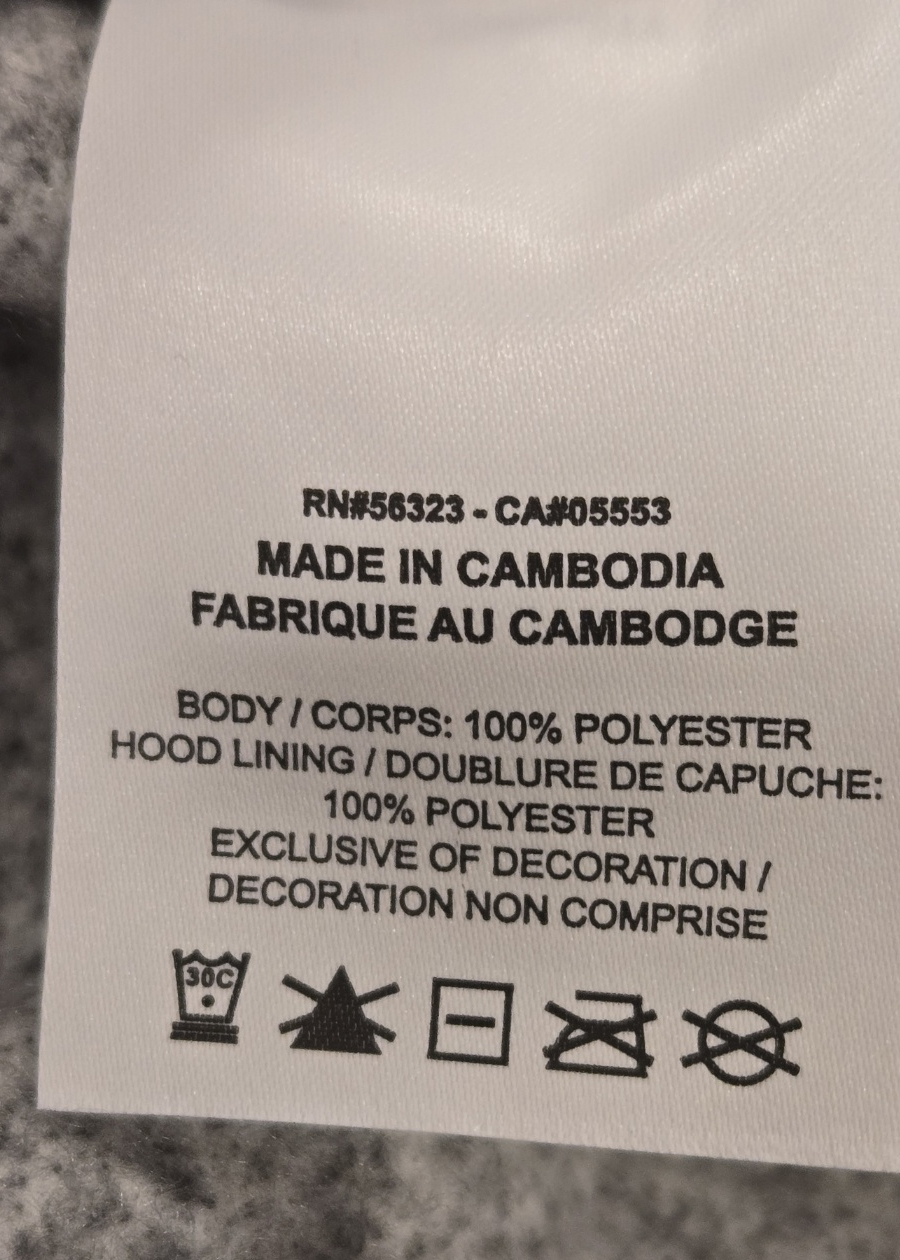 RN#56323 - CA#05553
MADE IN CAMBODIA
FABRIQUE AU CAMBODGE
BODY / CORPS: 100% POLYESTER
HOOD LINING / DOUBLURE DE CAPUCHE:
100% POLYESTER
EXCLUSIVE OF DECORATION /
DECORATION NON COMPRISE
30C